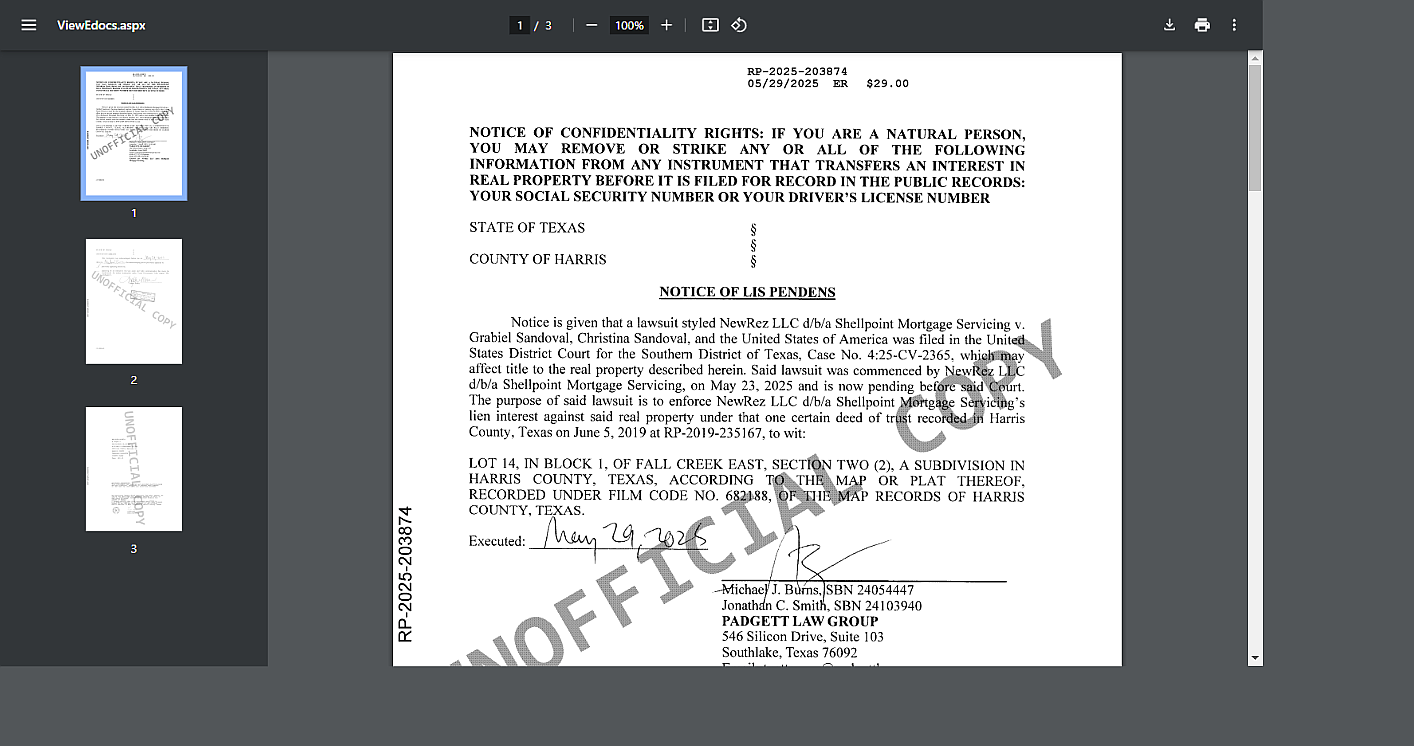 ViewEdocs.aspx
1 / 3
100%
1
2
3
RP-2025-203874
05/29/2025 ER $29.00
NOTICE OF CONFIDENTIALITY RIGHTS: IF YOU ARE A NATURAL PERSON,
YOU MAY REMOVE OR STRIKE ANY OR ALL OF THE FOLLOWING
INFORMATION FROM ANY INSTRUMENT THAT TRANSFERS AN INTEREST IN
REAL PROPERTY BEFORE IT IS FILED FOR RECORD IN THE PUBLIC RECORDS:
YOUR SOCIAL SECURITY NUMBER OR YOUR DRIVER'S LICENSE NUMBER
STATE OF TEXAS §
§
COUNTY OF HARRIS §
NOTICE OF LIS PENDENS
Notice is given that a lawsuit styled NewRez LLC d/b/a Shellpoint Mortgage Servicing v.
Grabiel Sandoval, Christina Sandoval, and the United States of America was filed in the United
States District Court for the Southern District of Texas, Case No. 4:25-CV-2365, which may
affect title to the real property described herein. Said lawsuit was commenced by NewRez LLC
d/b/a Shellpoint Mortgage Servicing, on May 23, 2025 and is now pending before said Court.
The purpose of said lawsuit is to enforce NewRez LLC d/b/a Shellpoint Mortgage Servicing's
lien interest against said real property under that one certain deed of trust recorded in Harris
County, Texas on June 5, 2019 at RP-2019-235167, to wit:
LOT 14, IN BLOCK 1, OF FALL CREEK EAST, SECTION TWO (2), A SUBDIVISION IN
HARRIS COUNTY, TEXAS, ACCORDING TO THE MAP OR PLAT THEREOF,
RECORDED UNDER FILM CODE NO. 682188, OF THE MAP RECORDS OF HARRIS
COUNTY, TEXAS.
Executed: May 29, 2025
Michael J. Burns, SBN 24054447
Jonathan C. Smith, SBN 24103940
PADGETT LAW GROUP
546 Silicon Drive, Suite 103
Southlake, Texas 76092
RP-2025-203874
UNOFFICIAL COPY
UNOFFICIAL COPY
UNOFFICIAL COPY
UNOFFICIAL COPY